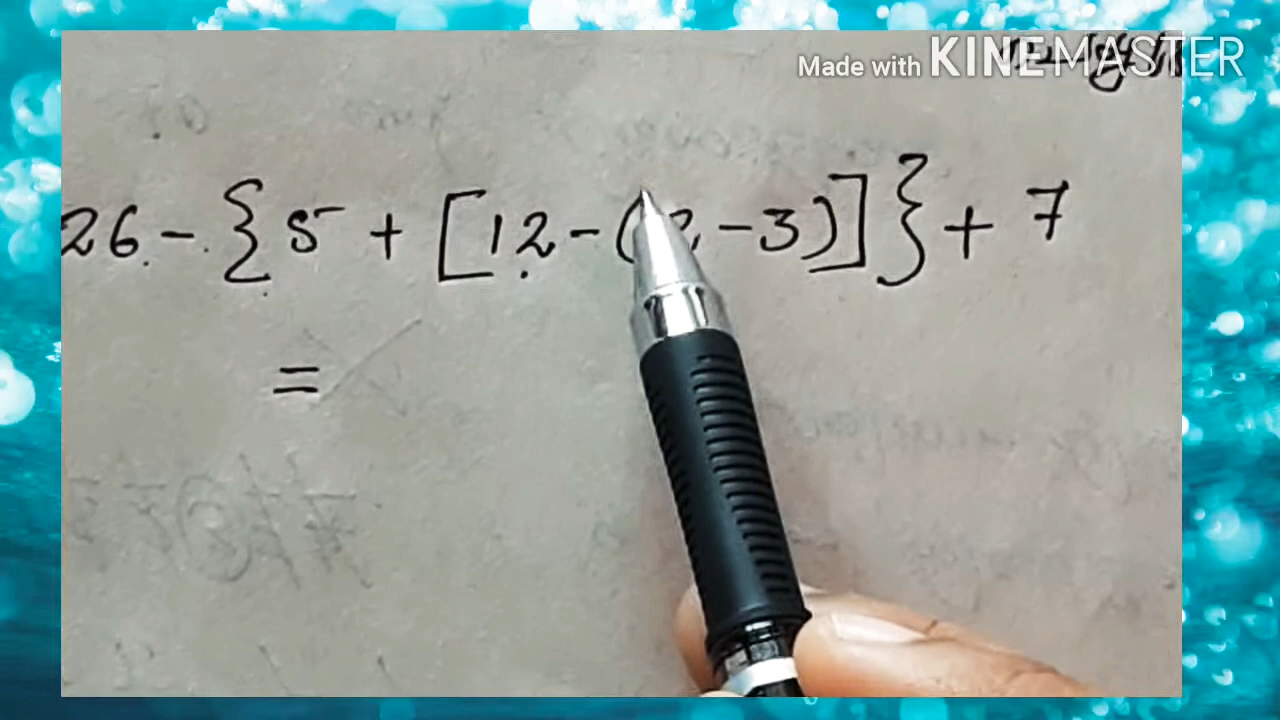 Made with KINEMASTER
26 - {5 + [12 - ( - 3)]} + 7
=